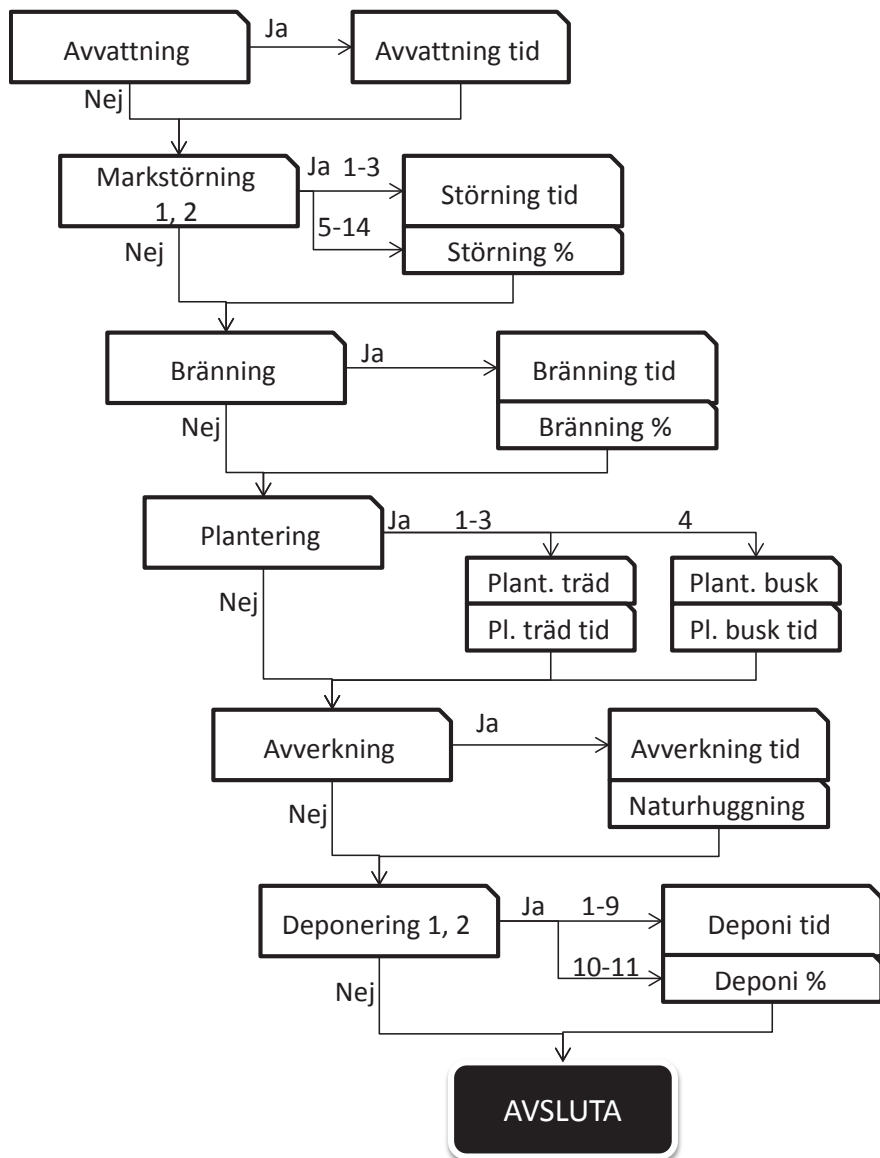 Avvattning
Ja
Avvattning tid
Nej
Markstörning
1, 2
Ja 1-3
Störning tid
5-14
Störning %
Nej
Bränning
Ja
Bränning tid
Bränning %
Nej
Plantering
Ja 1-3 4
Plant. träd
Plant. busk
Pl. träd tid
Pl. busk tid
Nej
Avverkning
Ja
Avverkning tid
Naturhuggning
Nej
Deponering 1, 2
Ja 1-9
Deponi tid
10-11
Deponi %
Nej
AVSLUTA